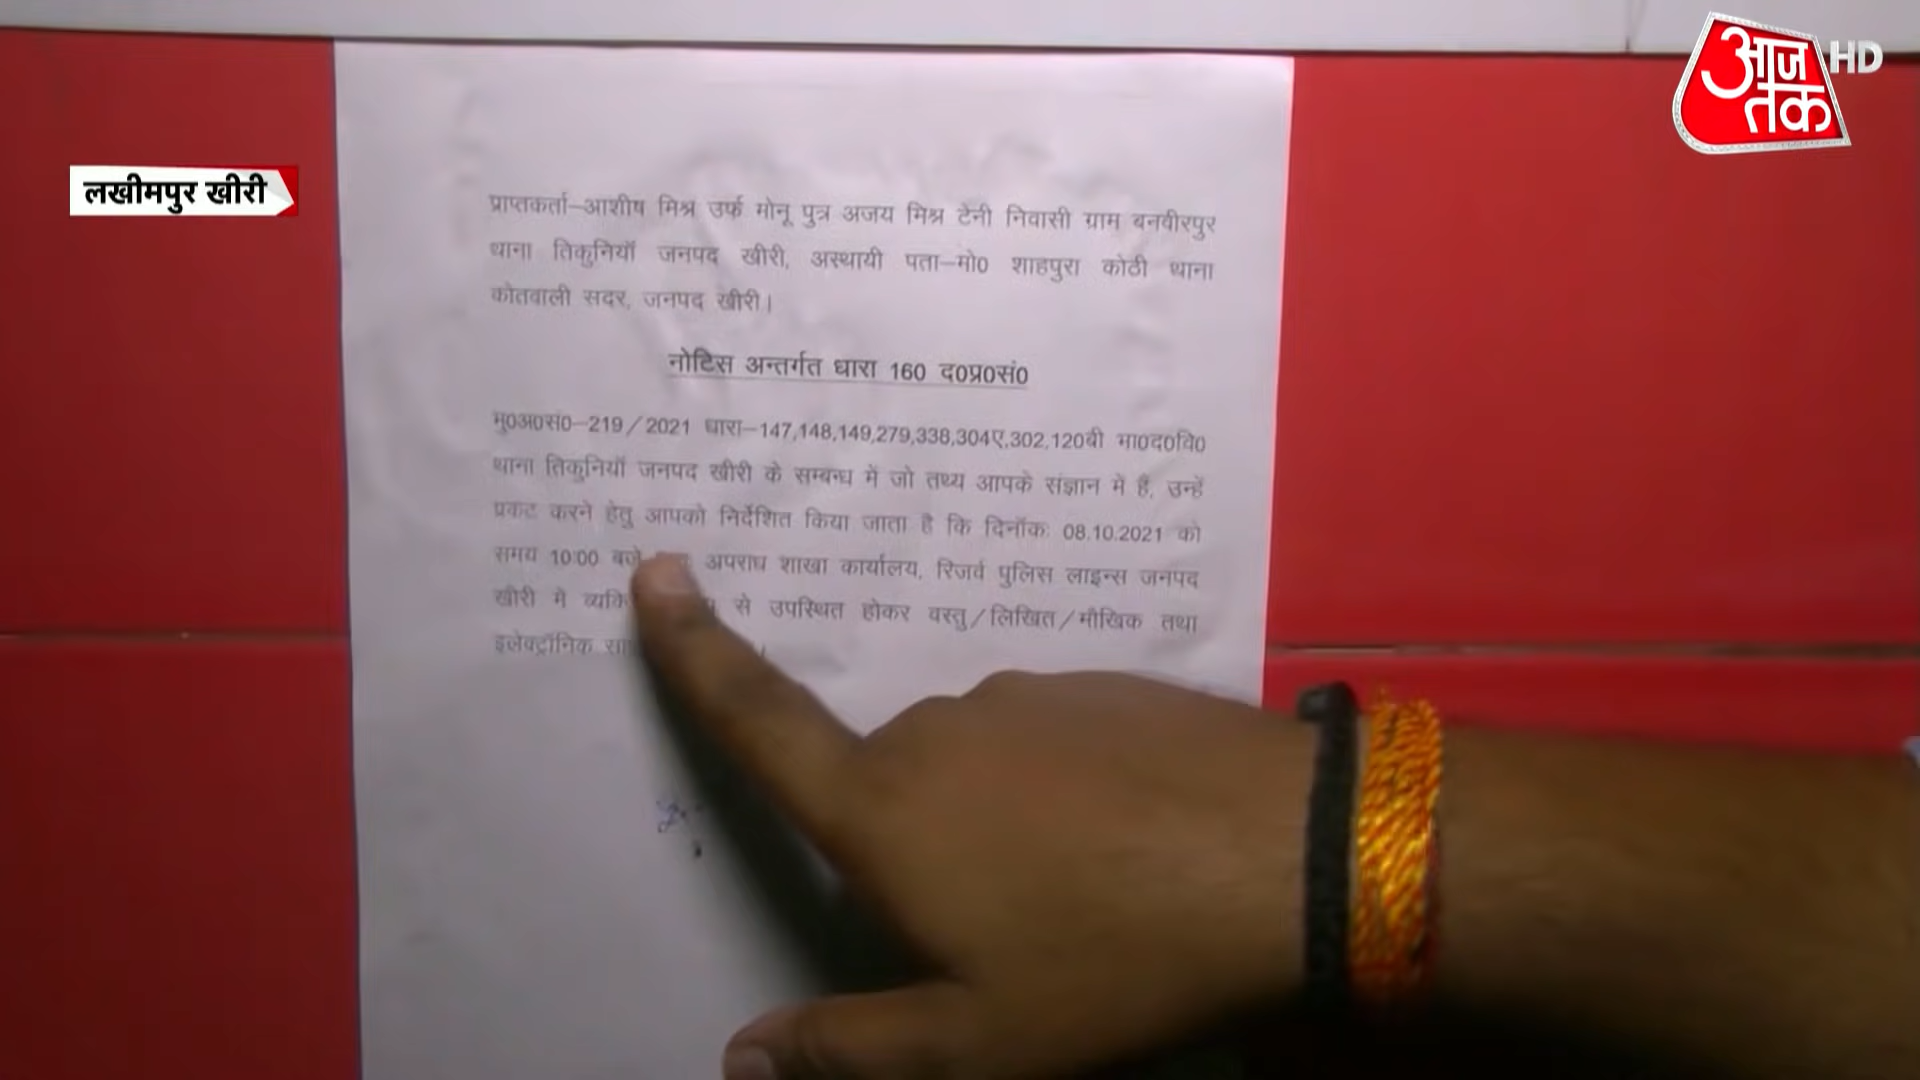 आज तक HD
लखीमपुर खीरी
प्राप्तकर्ता–आशीष मिश्र उर्फ मोनू पुत्र अजय मिश्र टेनी निवासी ग्राम बनवीरपुर
थाना तिकुनियॉ जनपद खीरी, अस्थायी पता–मो0 शाहपुरा कोठी थाना
कोतवाली सदर, जनपद खीरी।
नोटिस अन्तर्गत धारा 160 द0प्र0सं0
मु0अ0सं0–219/2021 धारा–147,148,149,279,338,304ए,302,120बी भा0द0वि0
थाना तिकुनियॉ जनपद खीरी के सम्बन्ध में जो तथ्य आपके संज्ञान में है, उन्हें
प्रकट करने हेतु आपको निर्देशित किया जाता है कि दिनॉक: 08.10.2021 को
समय 10:00 बजे अपराध शाखा कार्यालय, रिजर्व पुलिस लाइन्स जनपद
खीरी में से उपस्थित होकर वस्तु/लिखित/मौखिक तथा
इलेक्ट्रॉनिक